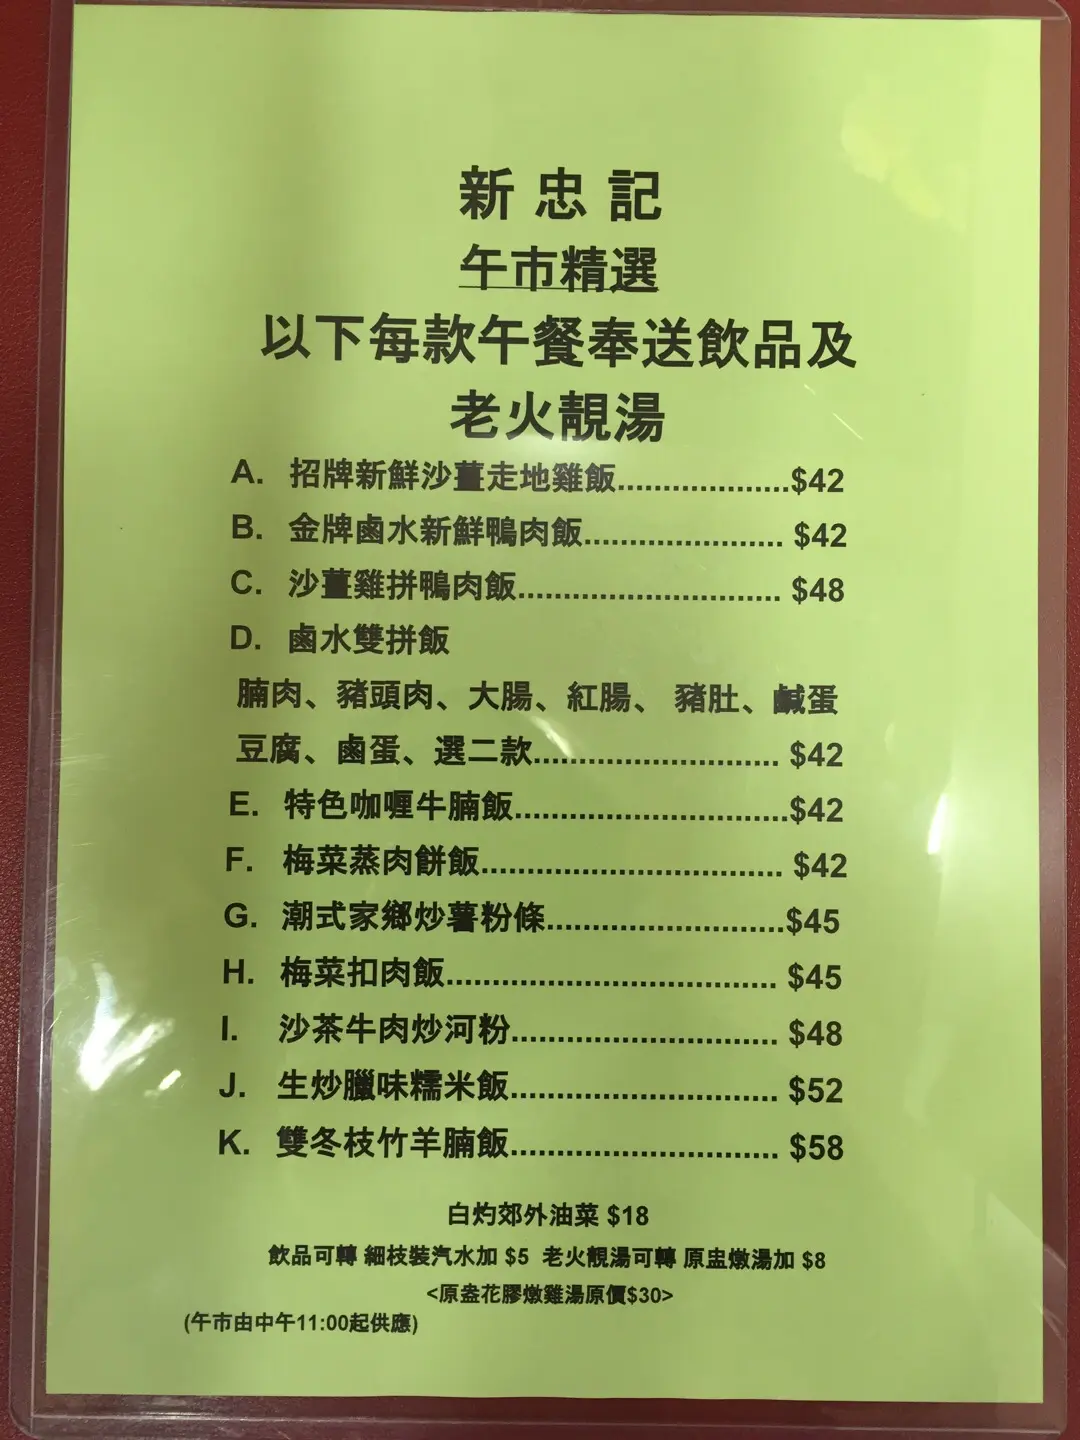 新忠記
午市精選
以下每款午餐奉送飲品及
老火靚湯
A. 招牌新鮮沙薑走地雞飯...................$42
B. 金牌鹵水新鮮鴨肉飯...................... $42
C. 沙薑雞拼鴨肉飯............................. $48
D. 鹵水雙拼飯
腩肉、豬頭肉、大腸、紅腸、 豬肚、鹹蛋
豆腐、鹵蛋、選二款........................... $42
E. 特色咖喱牛腩飯..............................$42
F. 梅菜蒸肉餅飯................................. $42
G. 潮式家鄉炒薯粉條..........................$45
H. 梅菜扣肉飯.................................... $45
I. 沙茶牛肉炒河粉............................. $48
J. 生炒臘味糯米飯............................. $52
K. 雙冬枝竹羊腩飯............................. $58
白灼郊外油菜 $18
飲品可轉 細枝裝汽水加 $5 老火靚湯可轉 原盅燉湯加 $8
<原盎花膠燉雞湯原價$30>
(午市由中午11:00起供應)